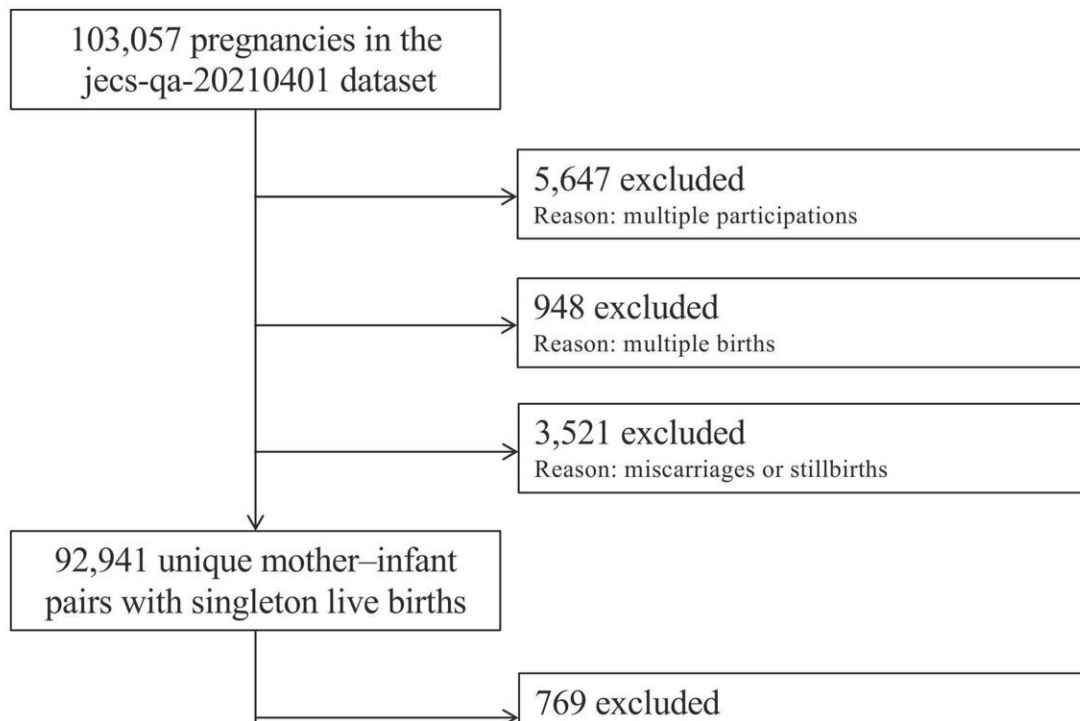 103,057 pregnancies in the
jecs-qa-20210401 dataset
5,647 excluded
Reason: multiple participations
948 excluded
Reason: multiple births
3,521 excluded
Reason: miscarriages or stillbirths
92,941 unique mother–infant
pairs with singleton live births
769 excluded